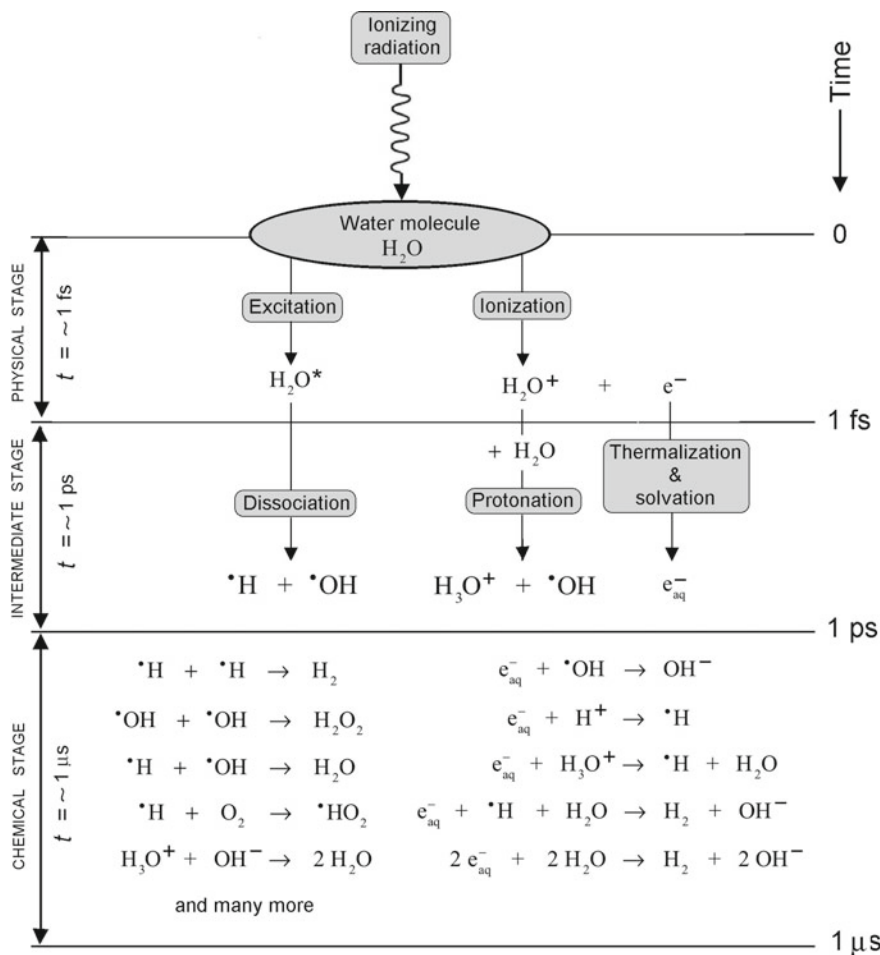 Ionizing
radiation
Time
Water molecule
H₂O
0
PHYSICAL STAGE
t = ~1 fs
Excitation
Ionization
H₂O*
H₂O⁺ + e⁻
1 fs
INTERMEDIATE STAGE
t = ~1 ps
+ H₂O
Thermalization
&
solvation
Dissociation
Protonation
•H + •OH
H₃O⁺ + •OH
e⁻aq
1 ps
CHEMICAL STAGE
t = ~1 μs
•H + •H → H₂
•OH + •OH → H₂O₂
•H + •OH → H₂O
•H + O₂ → •HO₂
H₃O⁺ + OH⁻ → 2 H₂O
and many more
e⁻aq + •OH → OH⁻
e⁻aq + H⁺ → •H
e⁻aq + H₃O⁺ → •H + H₂O
e⁻aq + •H + H₂O → H₂ + OH⁻
2 e⁻aq + 2 H₂O → H₂ + 2 OH⁻
1 μs